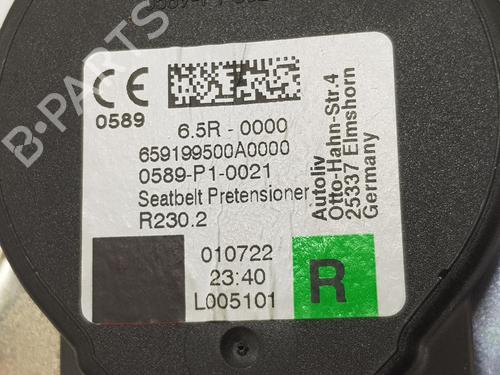 B-PARTS
CE
0589
6.5R - 0000
659199500A0000
0589-P1-0021
Seatbelt Pretensioner
R230.2
010722
23:40
L005101
R
Autoliv
Otto-Hahn-Str.4
25337 Elmshorn
Germany